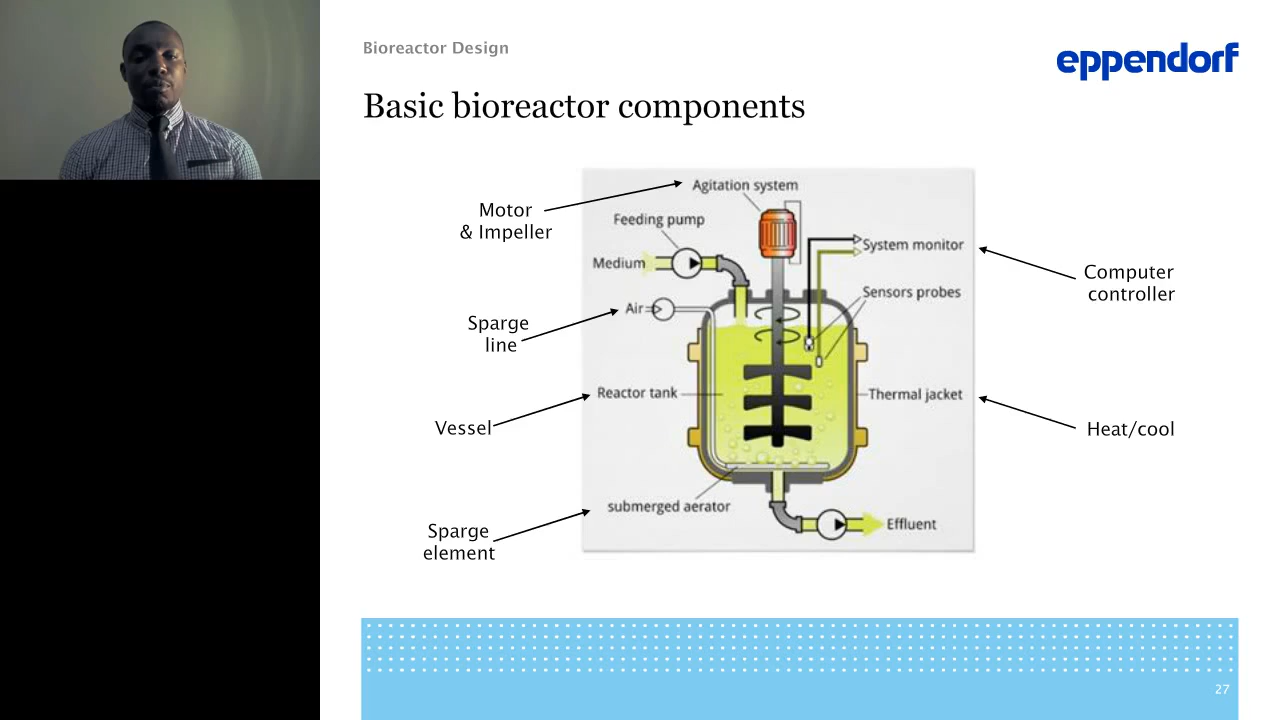 Bioreactor Design
eppendorf
Basic bioreactor components
Agitation system
Motor
& Impeller
Feeding pump
Medium
System monitor
Computer
controller
Sensors probes
Air
Sparge
line
Reactor tank
Thermal jacket
Vessel
Heat/cool
submerged aerator
Effluent
Sparge
element
27